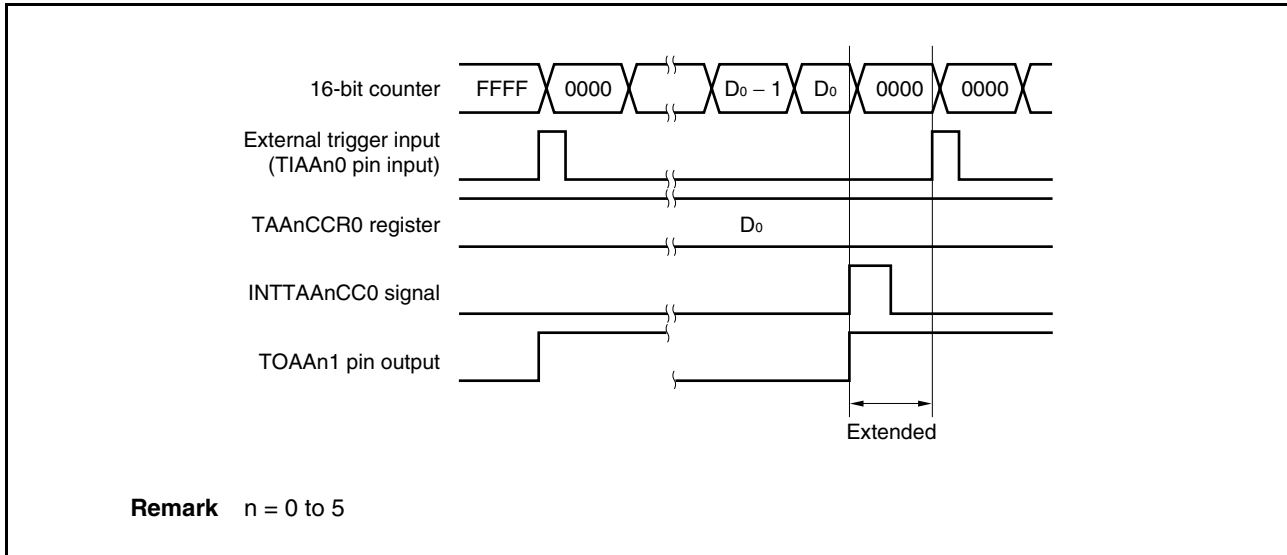 16-bit counter FFFF 0000 D₀ − 1 D₀ 0000 0000
External trigger input
(TIAAn0 pin input)
TAAnCCR0 register D₀
INTTAAnCC0 signal
TOAAn1 pin output
Extended
Remark n = 0 to 5